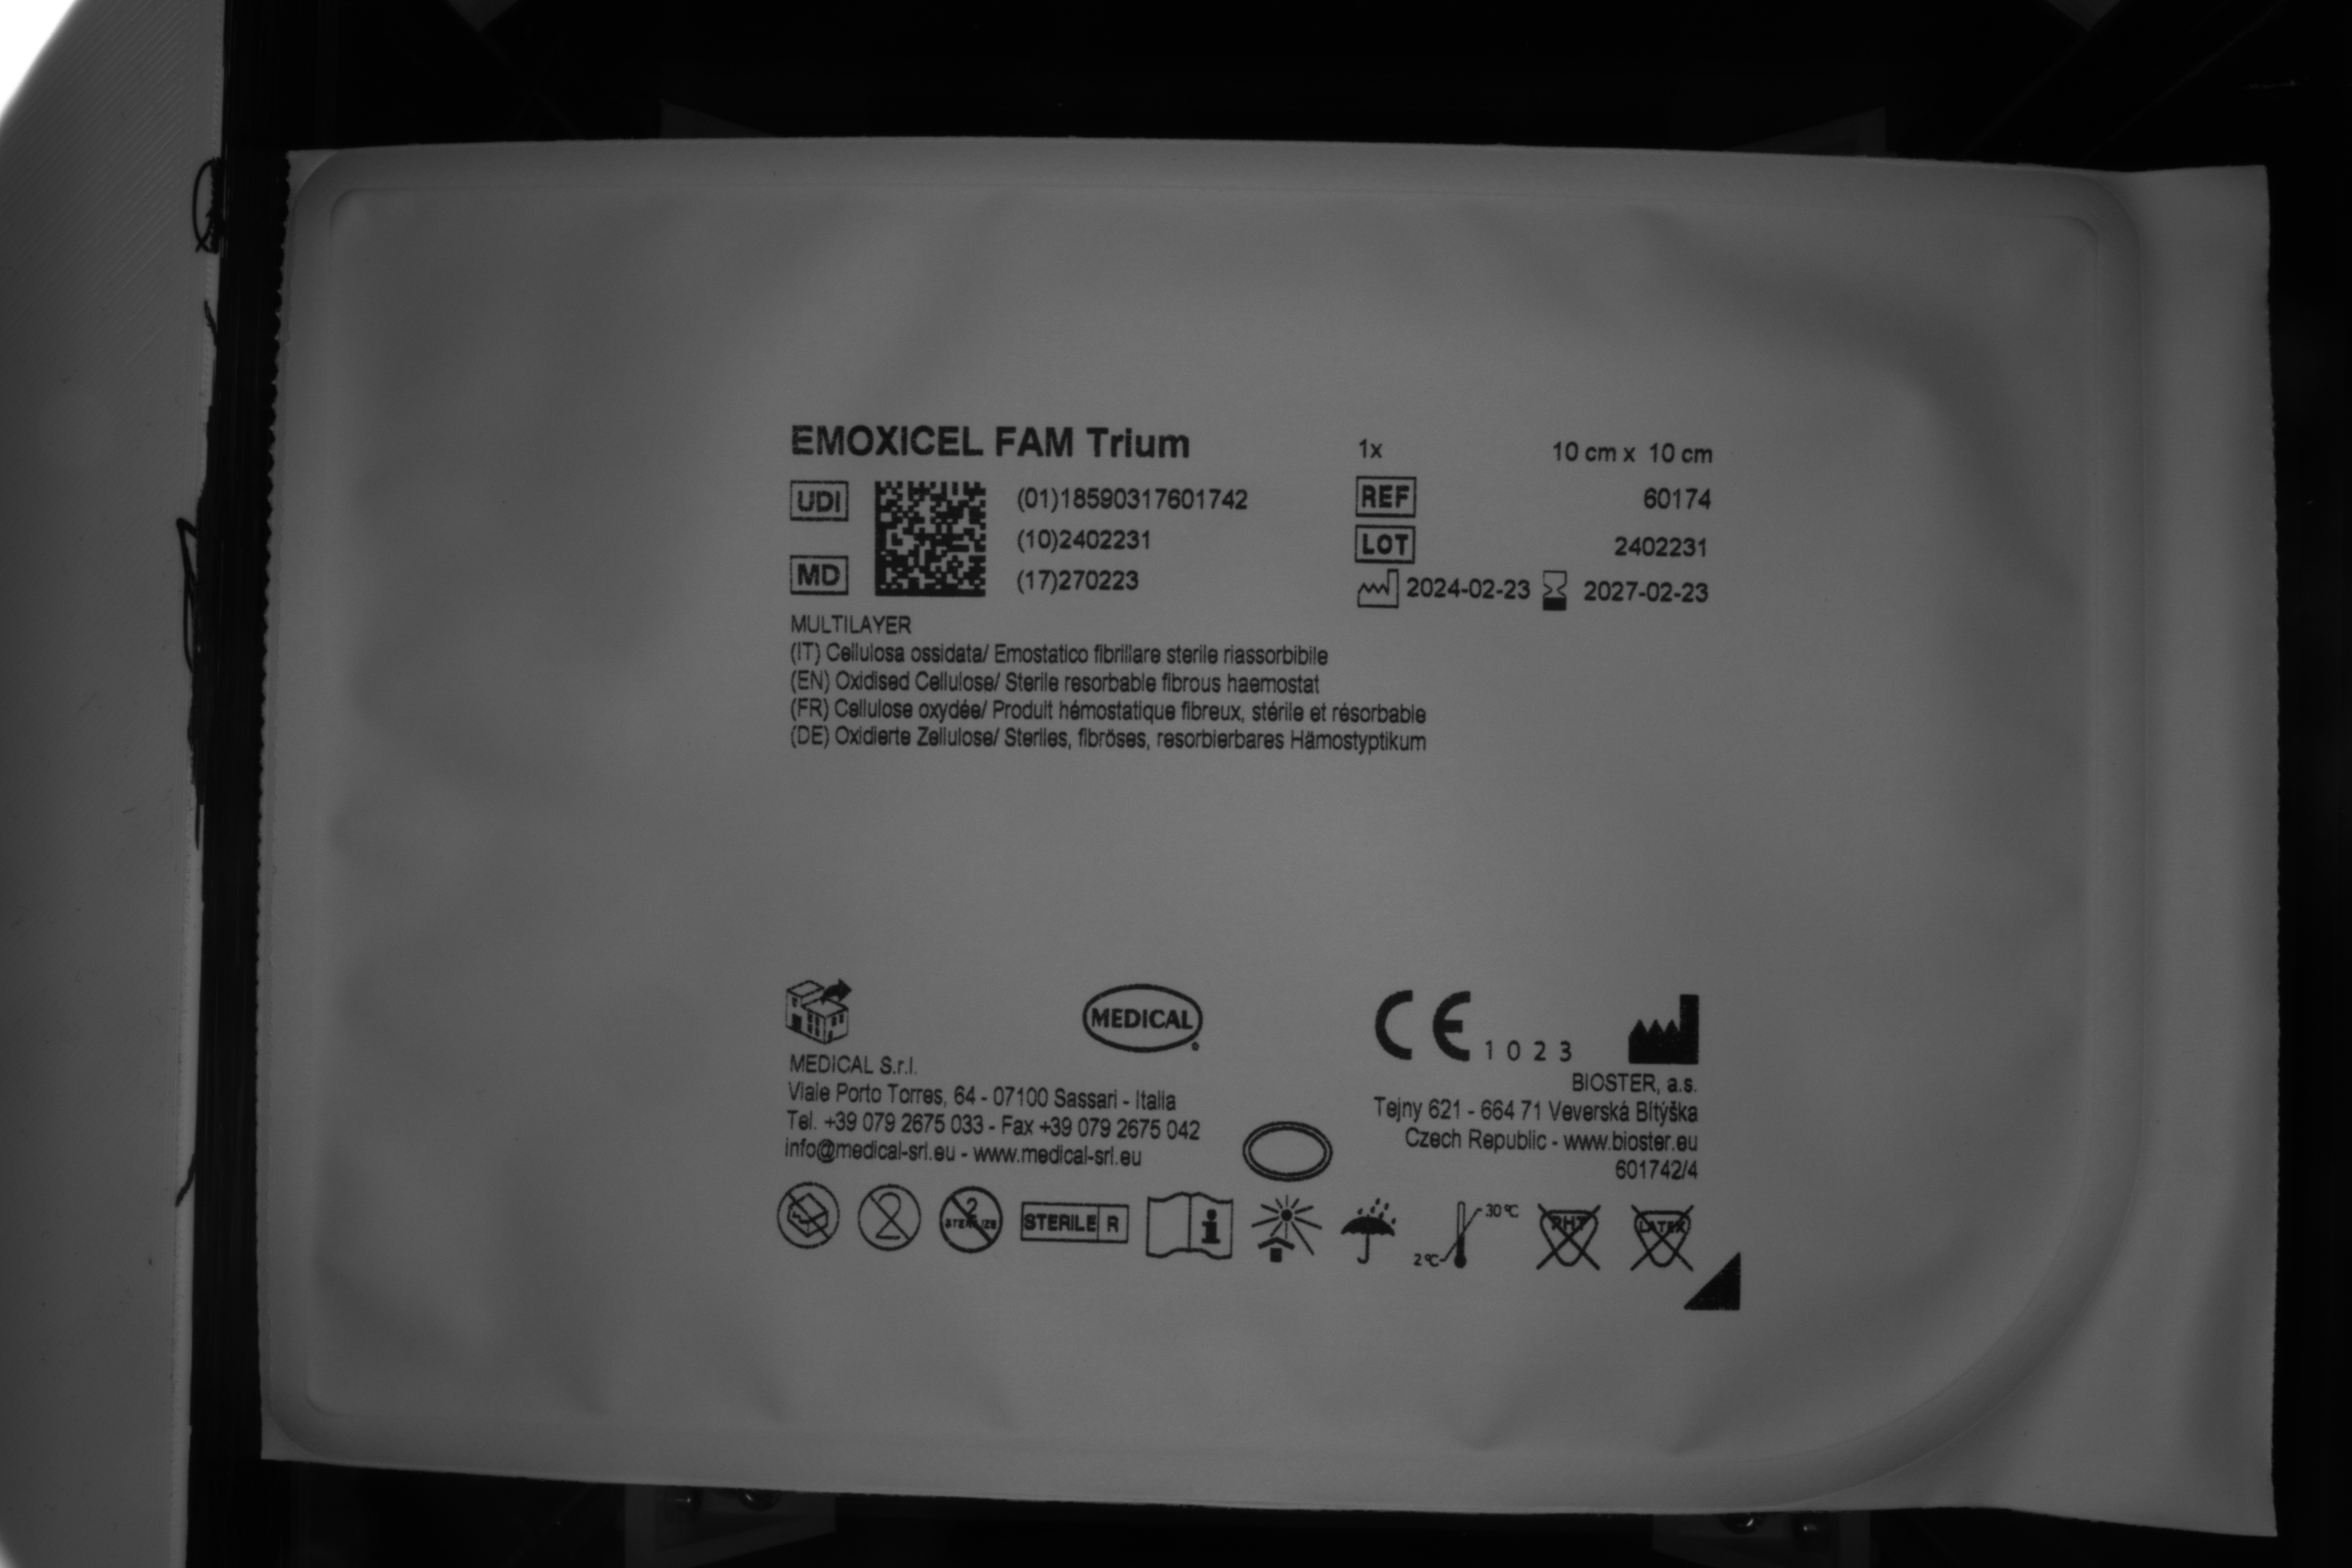 EMOXICEL FAM Trium
1x 10 cm x 10 cm
UDI (01)18590317601742
REF 60174
(10)2402231
LOT 2402231
MD (17)270223
2024-02-23 2027-02-23
MULTILAYER
(IT) Cellulosa ossidata/ Emostatico fibrillare sterile riassorbibile
(EN) Oxidised Cellulose/ Sterile resorbable fibrous haemostat
(FR) Cellulose oxydée/ Produit hémostatique fibreux, stérile et résorbable
(DE) Oxidierte Zellulose/ Steriles, fibröses, resorbierbares Hämostyptikum
MEDICAL
CE 1023
MEDICAL S.r.l.
Viale Porto Torres, 64 - 07100 Sassari - Italia
Tel. +39 079 2675 033 - Fax +39 079 2675 042
info@medical-srl.eu - www.medical-srl.eu
BIOSTER, a.s.
Tejny 621 - 664 71 Veverská Bítýška
Czech Republic - www.bioster.eu
601742/4
2
2 STERILIZE
STERILE R
i
2°C 30°C
PHT
LATEX